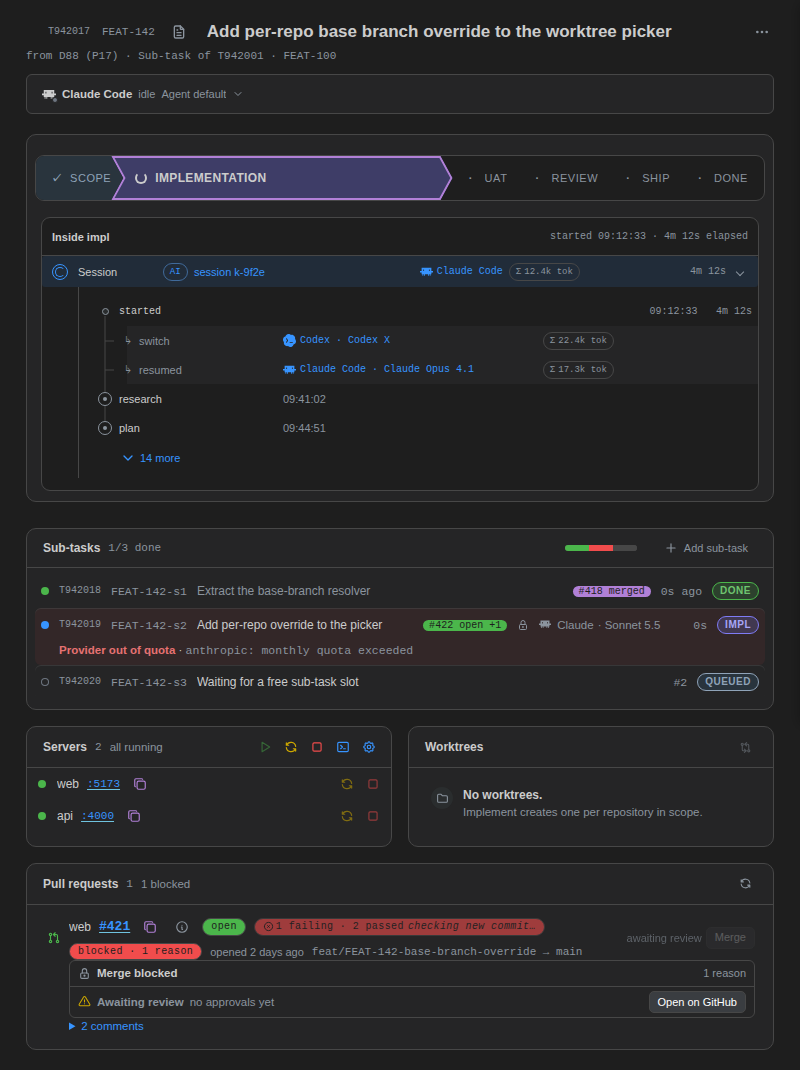 T942017 FEAT-142 Add per-repo base branch override to the worktree picker
from D88 (P17) · Sub-task of T942001 · FEAT-100
Claude Code idle Agent default
SCOPE IMPLEMENTATION · UAT · REVIEW · SHIP · DONE
Inside impl started 09:12:33 · 4m 12s elapsed
Session AI session k-9f2e Claude Code Σ 12.4k tok 4m 12s
started 09:12:33 4m 12s
↳ switch Codex · Codex X Σ 22.4k tok
↳ resumed Claude Code · Claude Opus 4.1 Σ 17.3k tok
research 09:41:02
plan 09:44:51
14 more
Sub-tasks 1/3 done Add sub-task
T942018 FEAT-142-s1 Extract the base-branch resolver #418 merged 0s ago DONE
T942019 FEAT-142-s2 Add per-repo override to the picker #422 open +1 Claude · Sonnet 5.5 0s IMPL
Provider out of quota · anthropic: monthly quota exceeded
T942020 FEAT-142-s3 Waiting for a free sub-task slot #2 QUEUED
Servers 2 all running
web :5173
api :4000
Worktrees
No worktrees.
Implement creates one per repository in scope.
Pull requests 1 1 blocked
web #421 open 1 failing · 2 passed checking new commit…
blocked · 1 reason opened 2 days ago feat/FEAT-142-base-branch-override → main
awaiting review Merge
Merge blocked 1 reason
Awaiting review no approvals yet Open on GitHub
2 comments